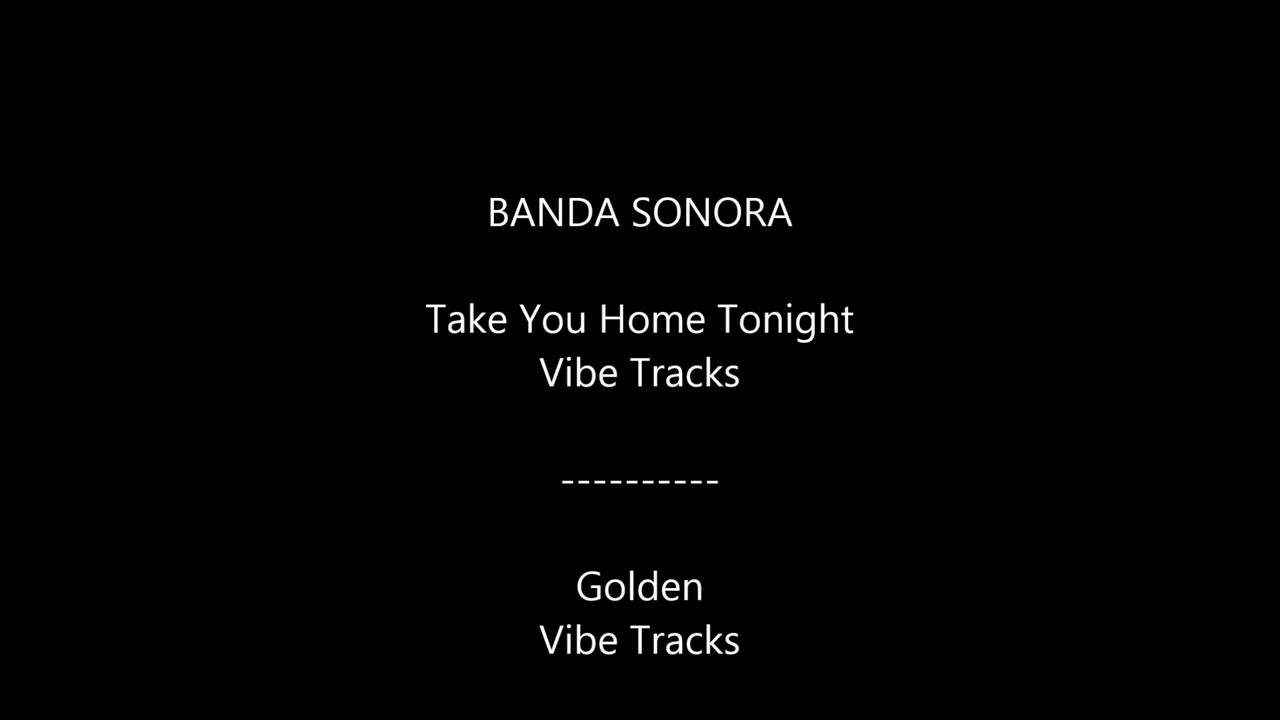 BANDA SONORA
Take You Home Tonight
Vibe Tracks
----------
Golden
Vibe Tracks